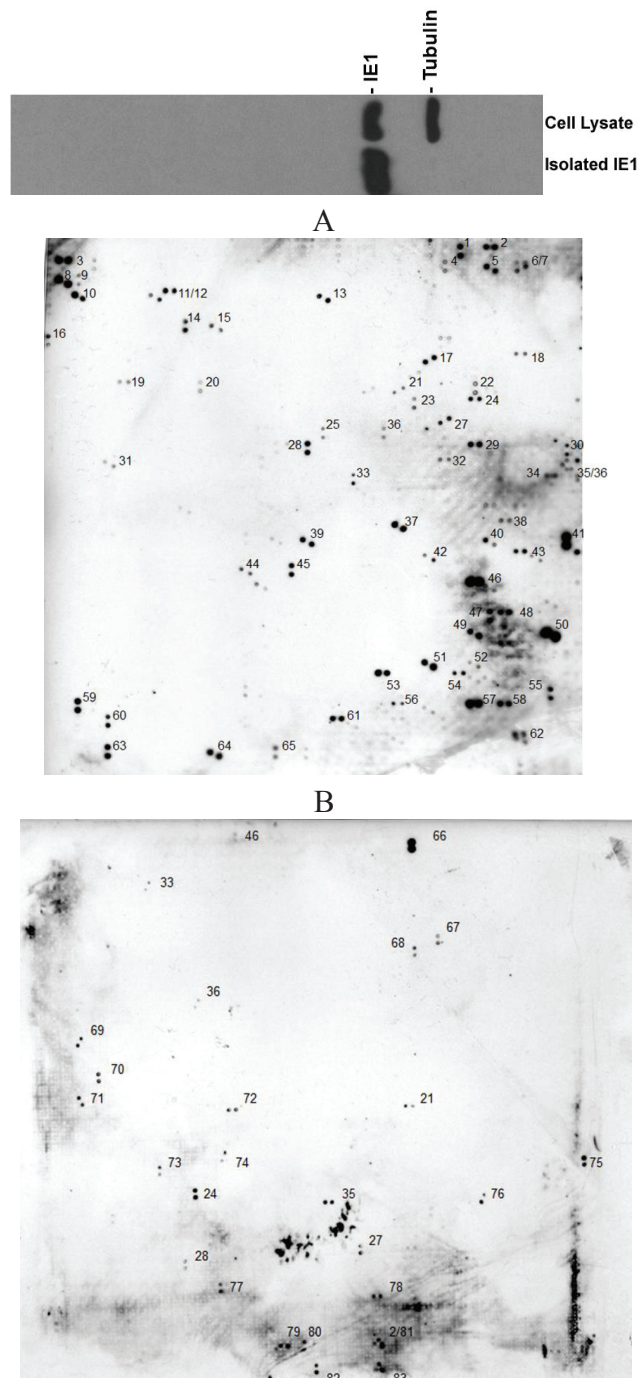 - IE1
- Tubulin
Cell Lysate
Isolated IE1
A
1 2
3 4 5 6/7
8 9
10 11/12 13
14 15
16 17 18
19 20 21 22
23 24
25 36 27
28 29 30
31 32
33 34 35/36
37 38
39 40 41
42 43
44 45 46
47 48
49 50
51 52
53 54 55
59 56 57 58
60 61
62
63 64 65
B
46 66
33
67
68
36
69
70
71 72 21
73 74 75
24 35 76
27
28
77 78
79 80 2/81
82 83